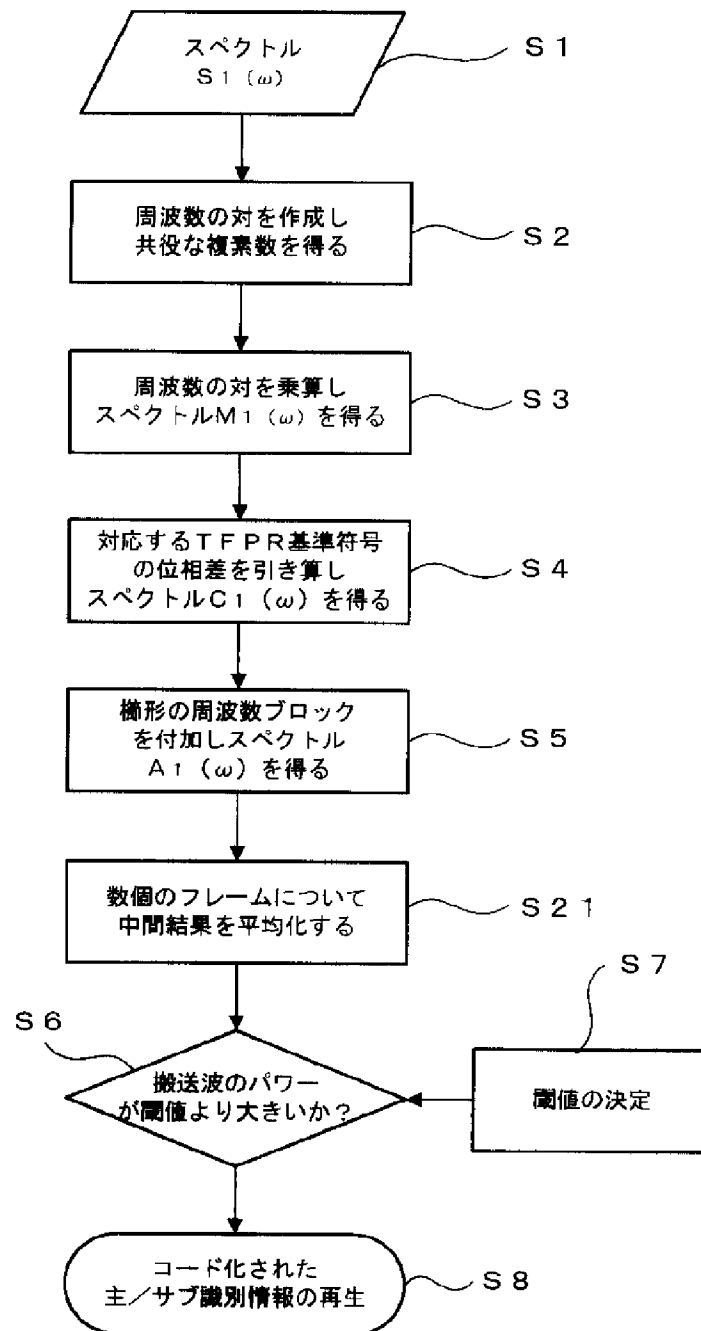 スペクトル
S1(ω)
S1
周波数の対を作成し
共役な複素数を得る
S2
周波数の対を乗算し
スペクトルM1(ω)を得る
S3
対応するTFPR基準符号
の位相差を引き算し
スペクトルC1(ω)を得る
S4
櫛形の周波数ブロック
を付加しスペクトル
A1(ω)を得る
S5
数個のフレームについて
中間結果を平均化する
S21
S6
搬送波のパワー
が閾値より大きいか?
S7
閾値の決定
コード化された
主/サブ識別情報の再生
S8